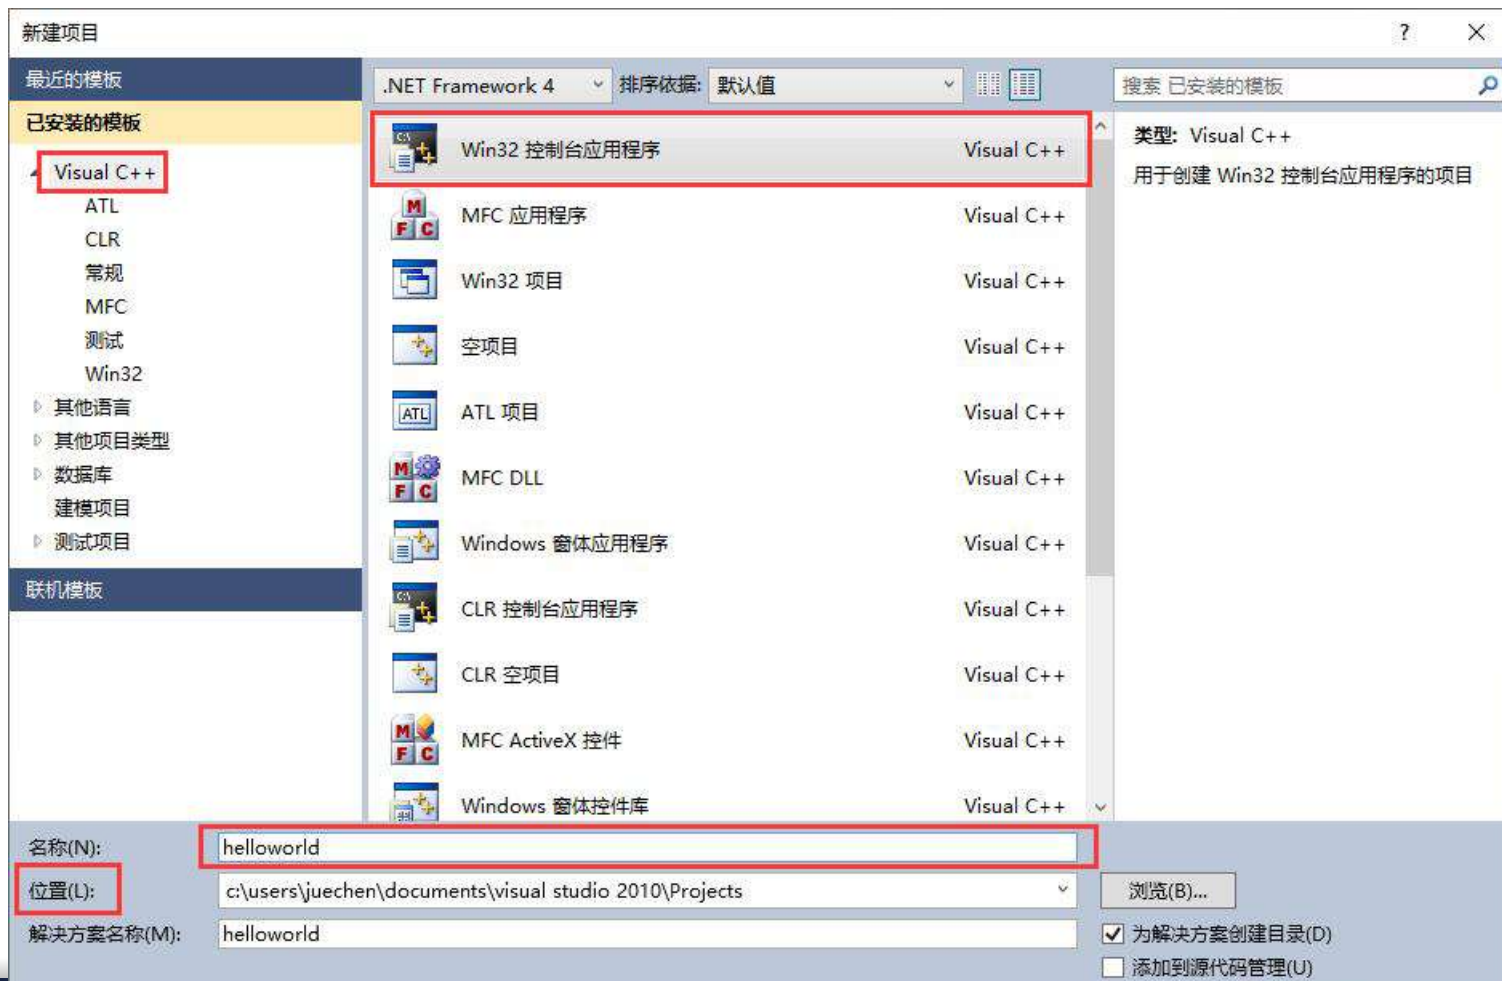 新建项目
?
最近的模板
已安装的模板
Visual C++
ATL
CLR
常规
MFC
测试
Win32
其他语言
其他项目类型
数据库
建模项目
测试项目
联机模板
.NET Framework 4 排序依据: 默认值
Win32 控制台应用程序 Visual C++
MFC 应用程序 Visual C++
Win32 项目 Visual C++
空项目 Visual C++
ATL 项目 Visual C++
MFC DLL Visual C++
Windows 窗体应用程序 Visual C++
CLR 控制台应用程序 Visual C++
CLR 空项目 Visual C++
MFC ActiveX 控件 Visual C++
Windows 窗体控件库 Visual C++
搜索 已安装的模板
类型: Visual C++
用于创建 Win32 控制台应用程序的项目
名称(N): helloworld
位置(L): c:\users\juechen\documents\visual studio 2010\Projects 浏览(B)...
解决方案名称(M): helloworld
为解决方案创建目录(D)
添加到源代码管理(U)